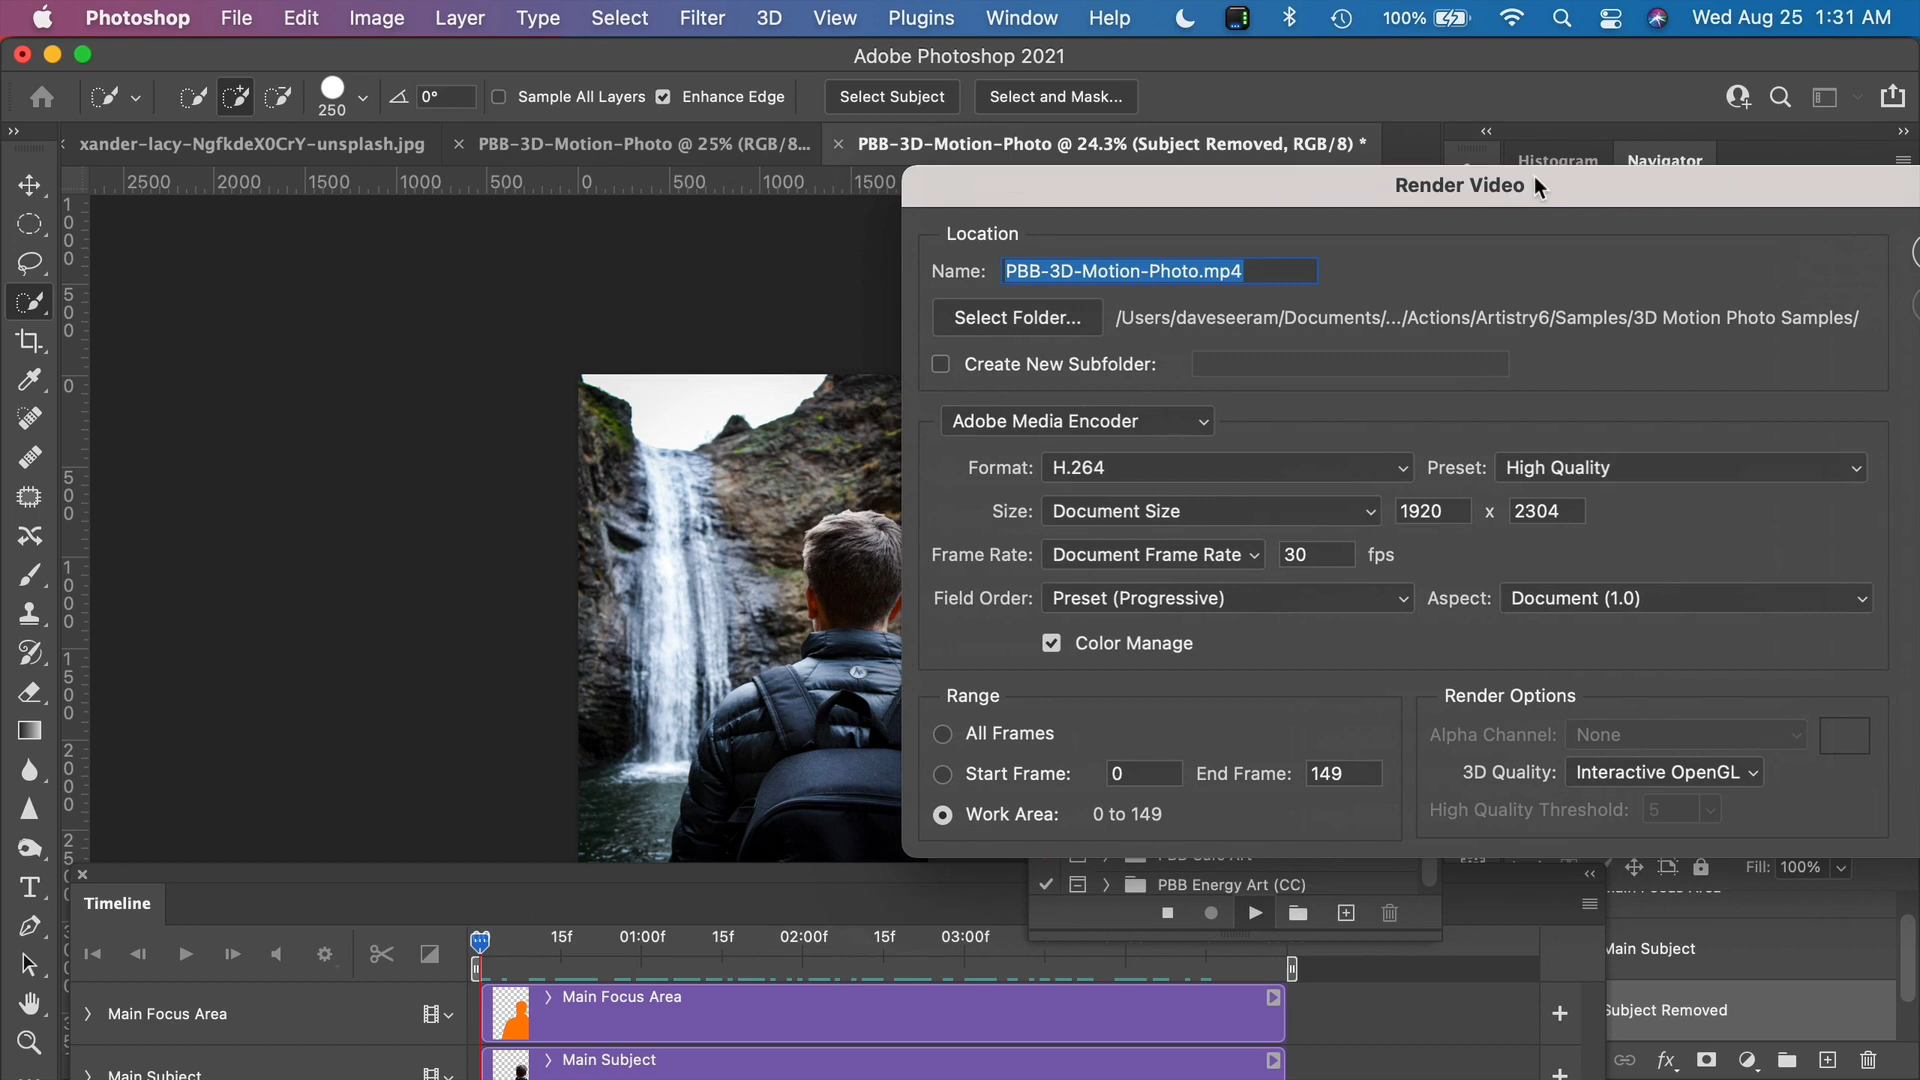 Photoshop File Edit Image Layer Type Select Filter 3D View Plugins Window Help 100% Wed Aug 25 1:31 AM
Adobe Photoshop 2021
250 0° Sample All Layers Enhance Edge Select Subject Select and Mask...
xander-lacy-NgfkdeX0CrY-unsplash.jpg PBB-3D-Motion-Photo @ 25% (RGB/8... PBB-3D-Motion-Photo @ 24.3% (Subject Removed, RGB/8) *
Histogram Navigator
2500 2000 1500 1000 500 0 500 1000 1500
Render Video
Location
Name: PBB-3D-Motion-Photo.mp4
Select Folder... /Users/daveseeram/Documents/.../Actions/Artistry6/Samples/3D Motion Photo Samples/
Create New Subfolder:
Adobe Media Encoder
Format: H.264 Preset: High Quality
Size: Document Size 1920 x 2304
Frame Rate: Document Frame Rate 30 fps
Field Order: Preset (Progressive) Aspect: Document (1.0)
Color Manage
Range Render Options
All Frames Alpha Channel: None
Start Frame: 0 End Frame: 149 3D Quality: Interactive OpenGL
Work Area: 0 to 149 High Quality Threshold: 5
Fill: 100%
PBB Energy Art (CC)
Timeline
15f 01:00f 15f 02:00f 15f 03:00f
Main Subject
Main Focus Area Main Focus Area
Subject Removed
Main Subject Main Subject